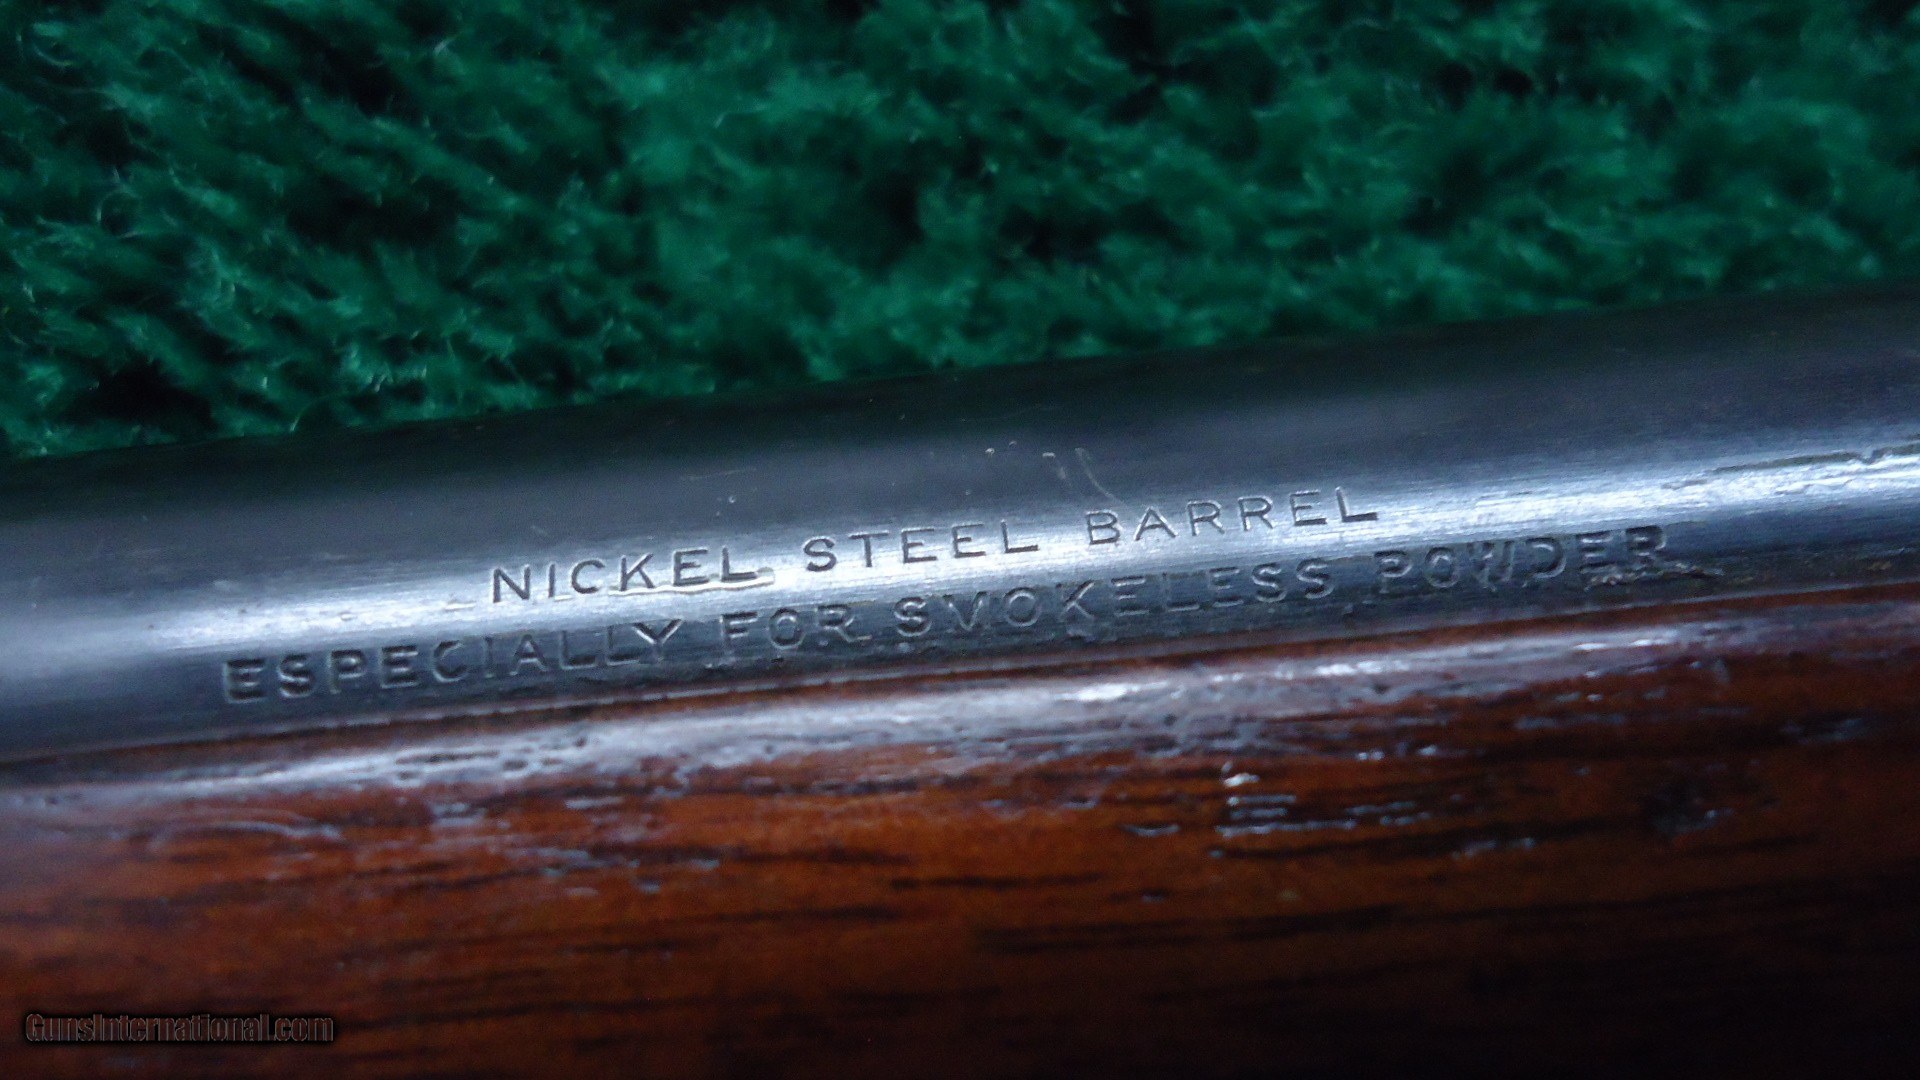 NICKEL STEEL BARREL
ESPECIALLY FOR SMOKELESS POWDER
GunsInternational.com